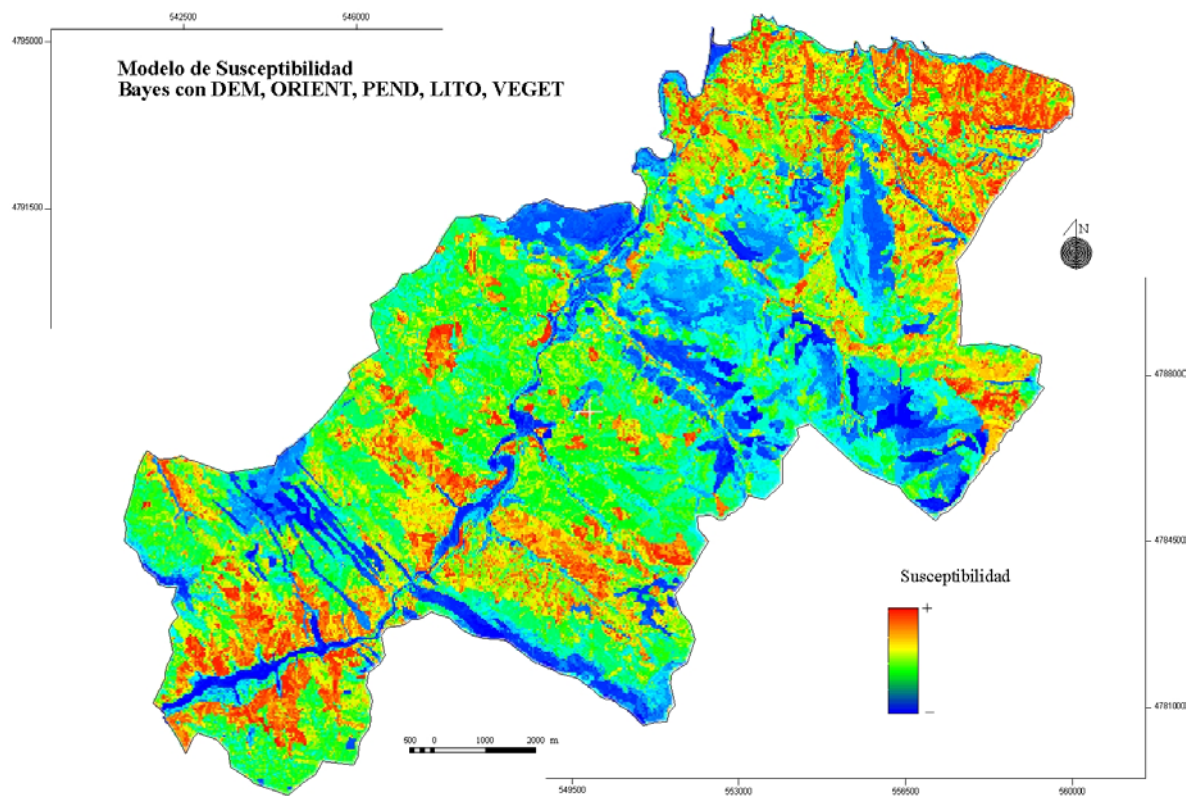 542500 546000
4795000
Modelo de Susceptibilidad
Bayes con DEM, ORIENT, PEND, LITO, VEGET
4791500
N
4788000
4784500
Susceptibilidad
+
–
4781000
500 0 1000 2000 m
549500 553000 556500 560000